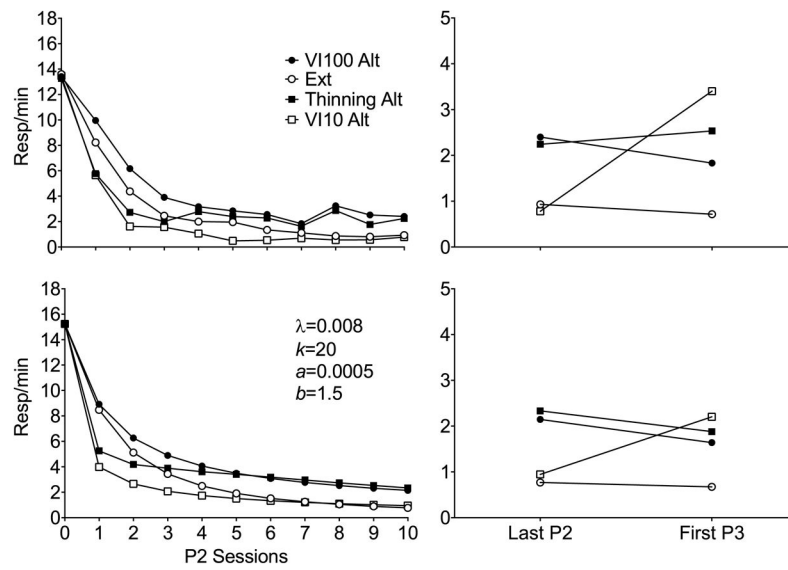 18
16
14
12
10
8
6
4
2
0
Resp/min
VI100 Alt
Ext
Thinning Alt
VI10 Alt
5
4
3
2
1
0
18
16
14
12
10
8
6
4
2
0
Resp/min
λ=0.008
k=20
a=0.0005
b=1.5
0 1 2 3 4 5 6 7 8 9 10
P2 Sessions
5
4
3
2
1
0
Last P2 First P3